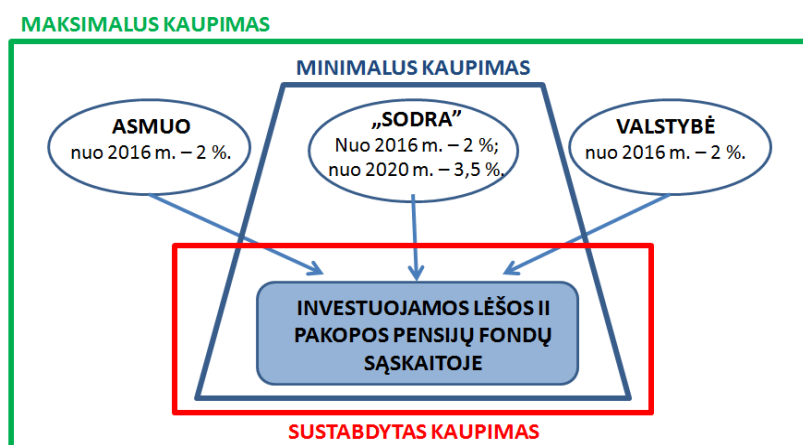 MAKSIMALUS KAUPIMAS
MINIMALUS KAUPIMAS
ASMUO
nuo 2016 m. – 2 %.
„SODRA”
Nuo 2016 m. – 2 %;
nuo 2020 m. – 3,5 %.
VALSTYBĖ
nuo 2016 m. – 2 %.
INVESTUOJAMOS LĖŠOS II
PAKOPOS PENSIJŲ FONDŲ
SĄSKAITOJE
SUSTABDYTAS KAUPIMAS